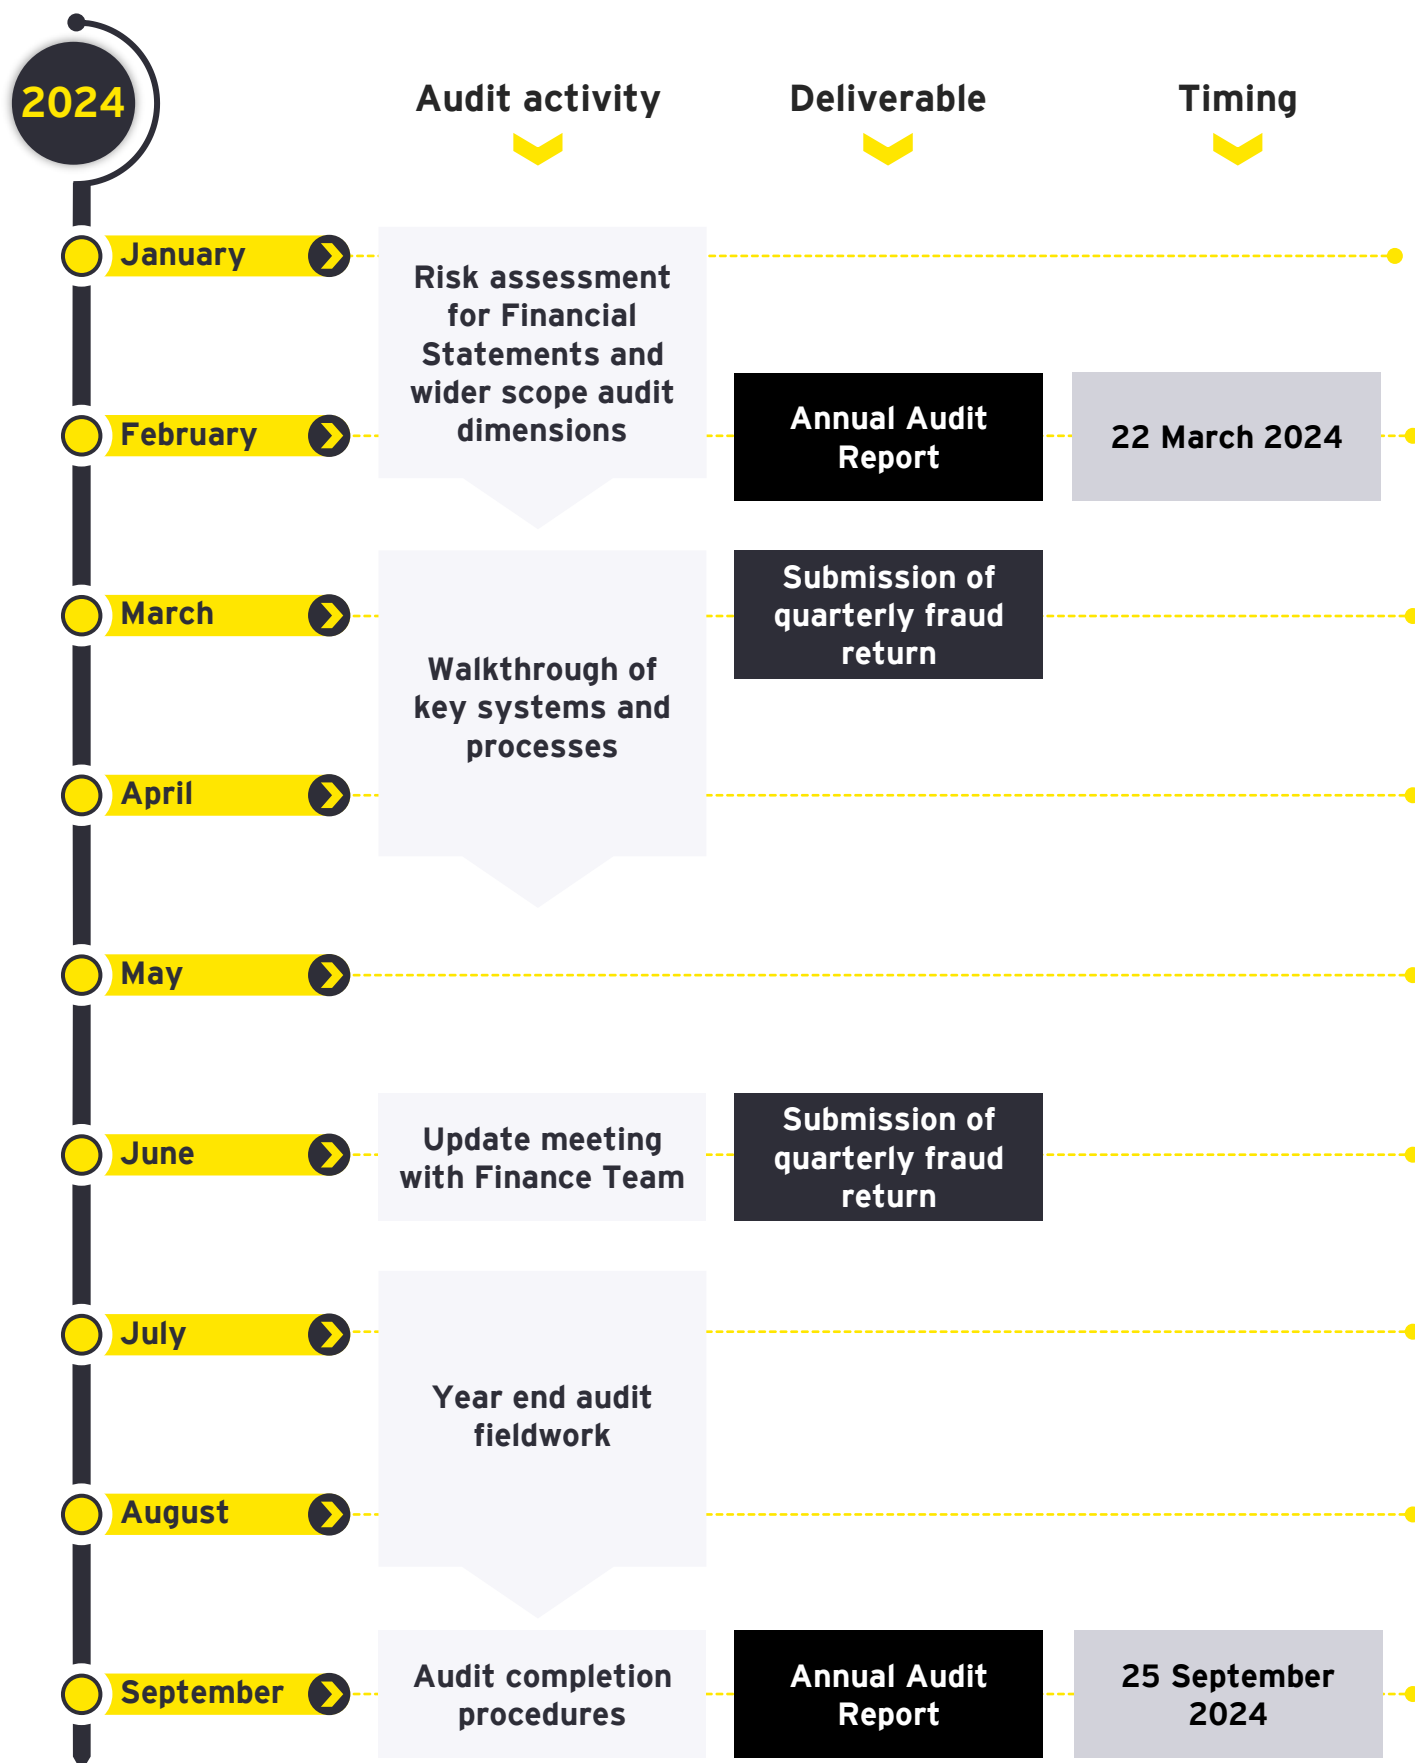 2024
Audit activity
Deliverable
Timing
January
Risk assessment
for Financial
Statements and
wider scope audit
dimensions
February
Annual Audit
Report
22 March 2024
March
Walkthrough of
key systems and
processes
Submission of
quarterly fraud
return
April
May
June
Update meeting
with Finance Team
Submission of
quarterly fraud
return
July
Year end audit
fieldwork
August
September
Audit completion
procedures
Annual Audit
Report
25 September
2024